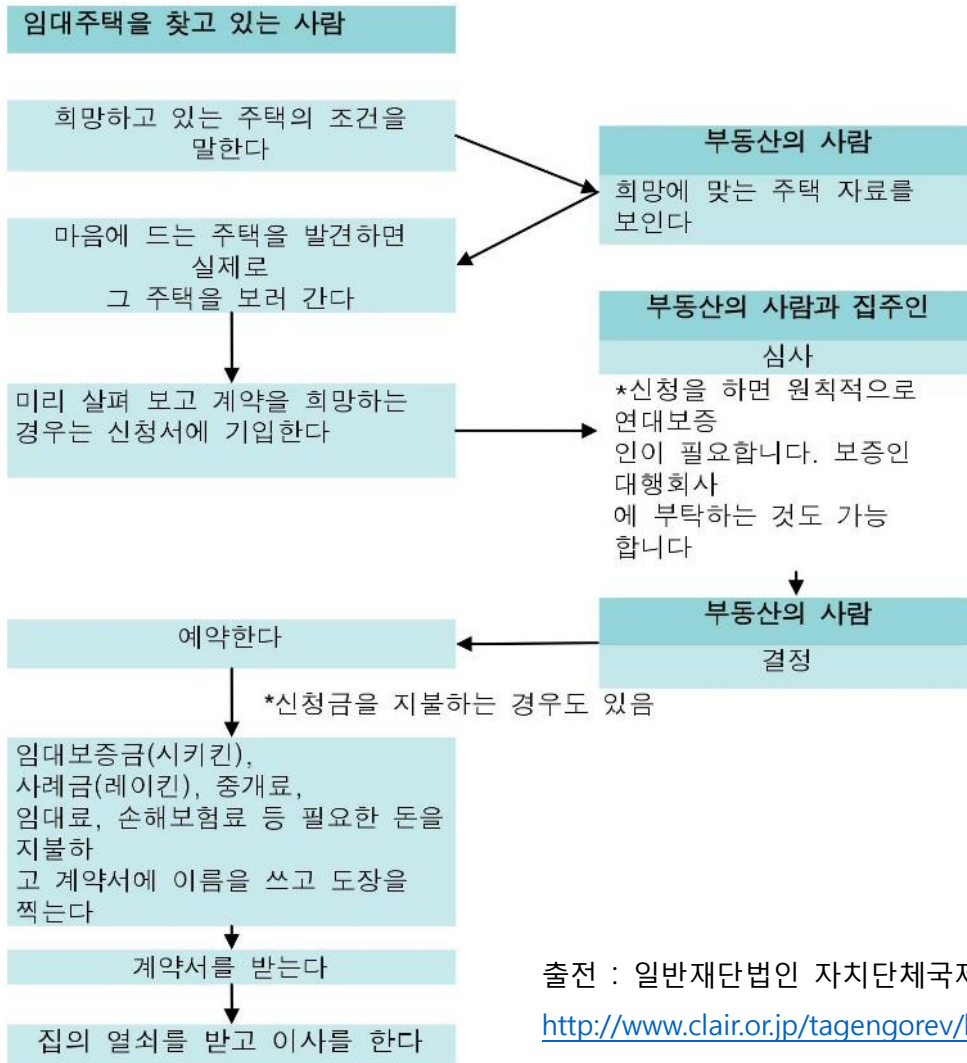 임대주택을 찾고 있는 사람
희망하고 있는 주택의 조건을
말한다
부동산의 사람
희망에 맞는 주택 자료를
보인다
마음에 드는 주택을 발견하면
실제로
그 주택을 보러 간다
미리 살펴 보고 계약을 희망하는
경우는 신청서에 기입한다
부동산의 사람과 집주인
심사
*신청을 하면 원칙적으로
연대보증
인이 필요합니다. 보증인
대행회사
에 부탁하는 것도 가능
합니다
부동산의 사람
결정
예약한다
*신청금을 지불하는 경우도 있음
임대보증금(시키킨),
사례금(레이킨), 중개료,
임대료, 손해보험료 등 필요한 돈을
지불하
고 계약서에 이름을 쓰고 도장을
찍는다
계약서를 받는다
집의 열쇠를 받고 이사를 한다
출전 : 일반재단법인 자치단체국
http://www.clair.or.jp/tagengorev/